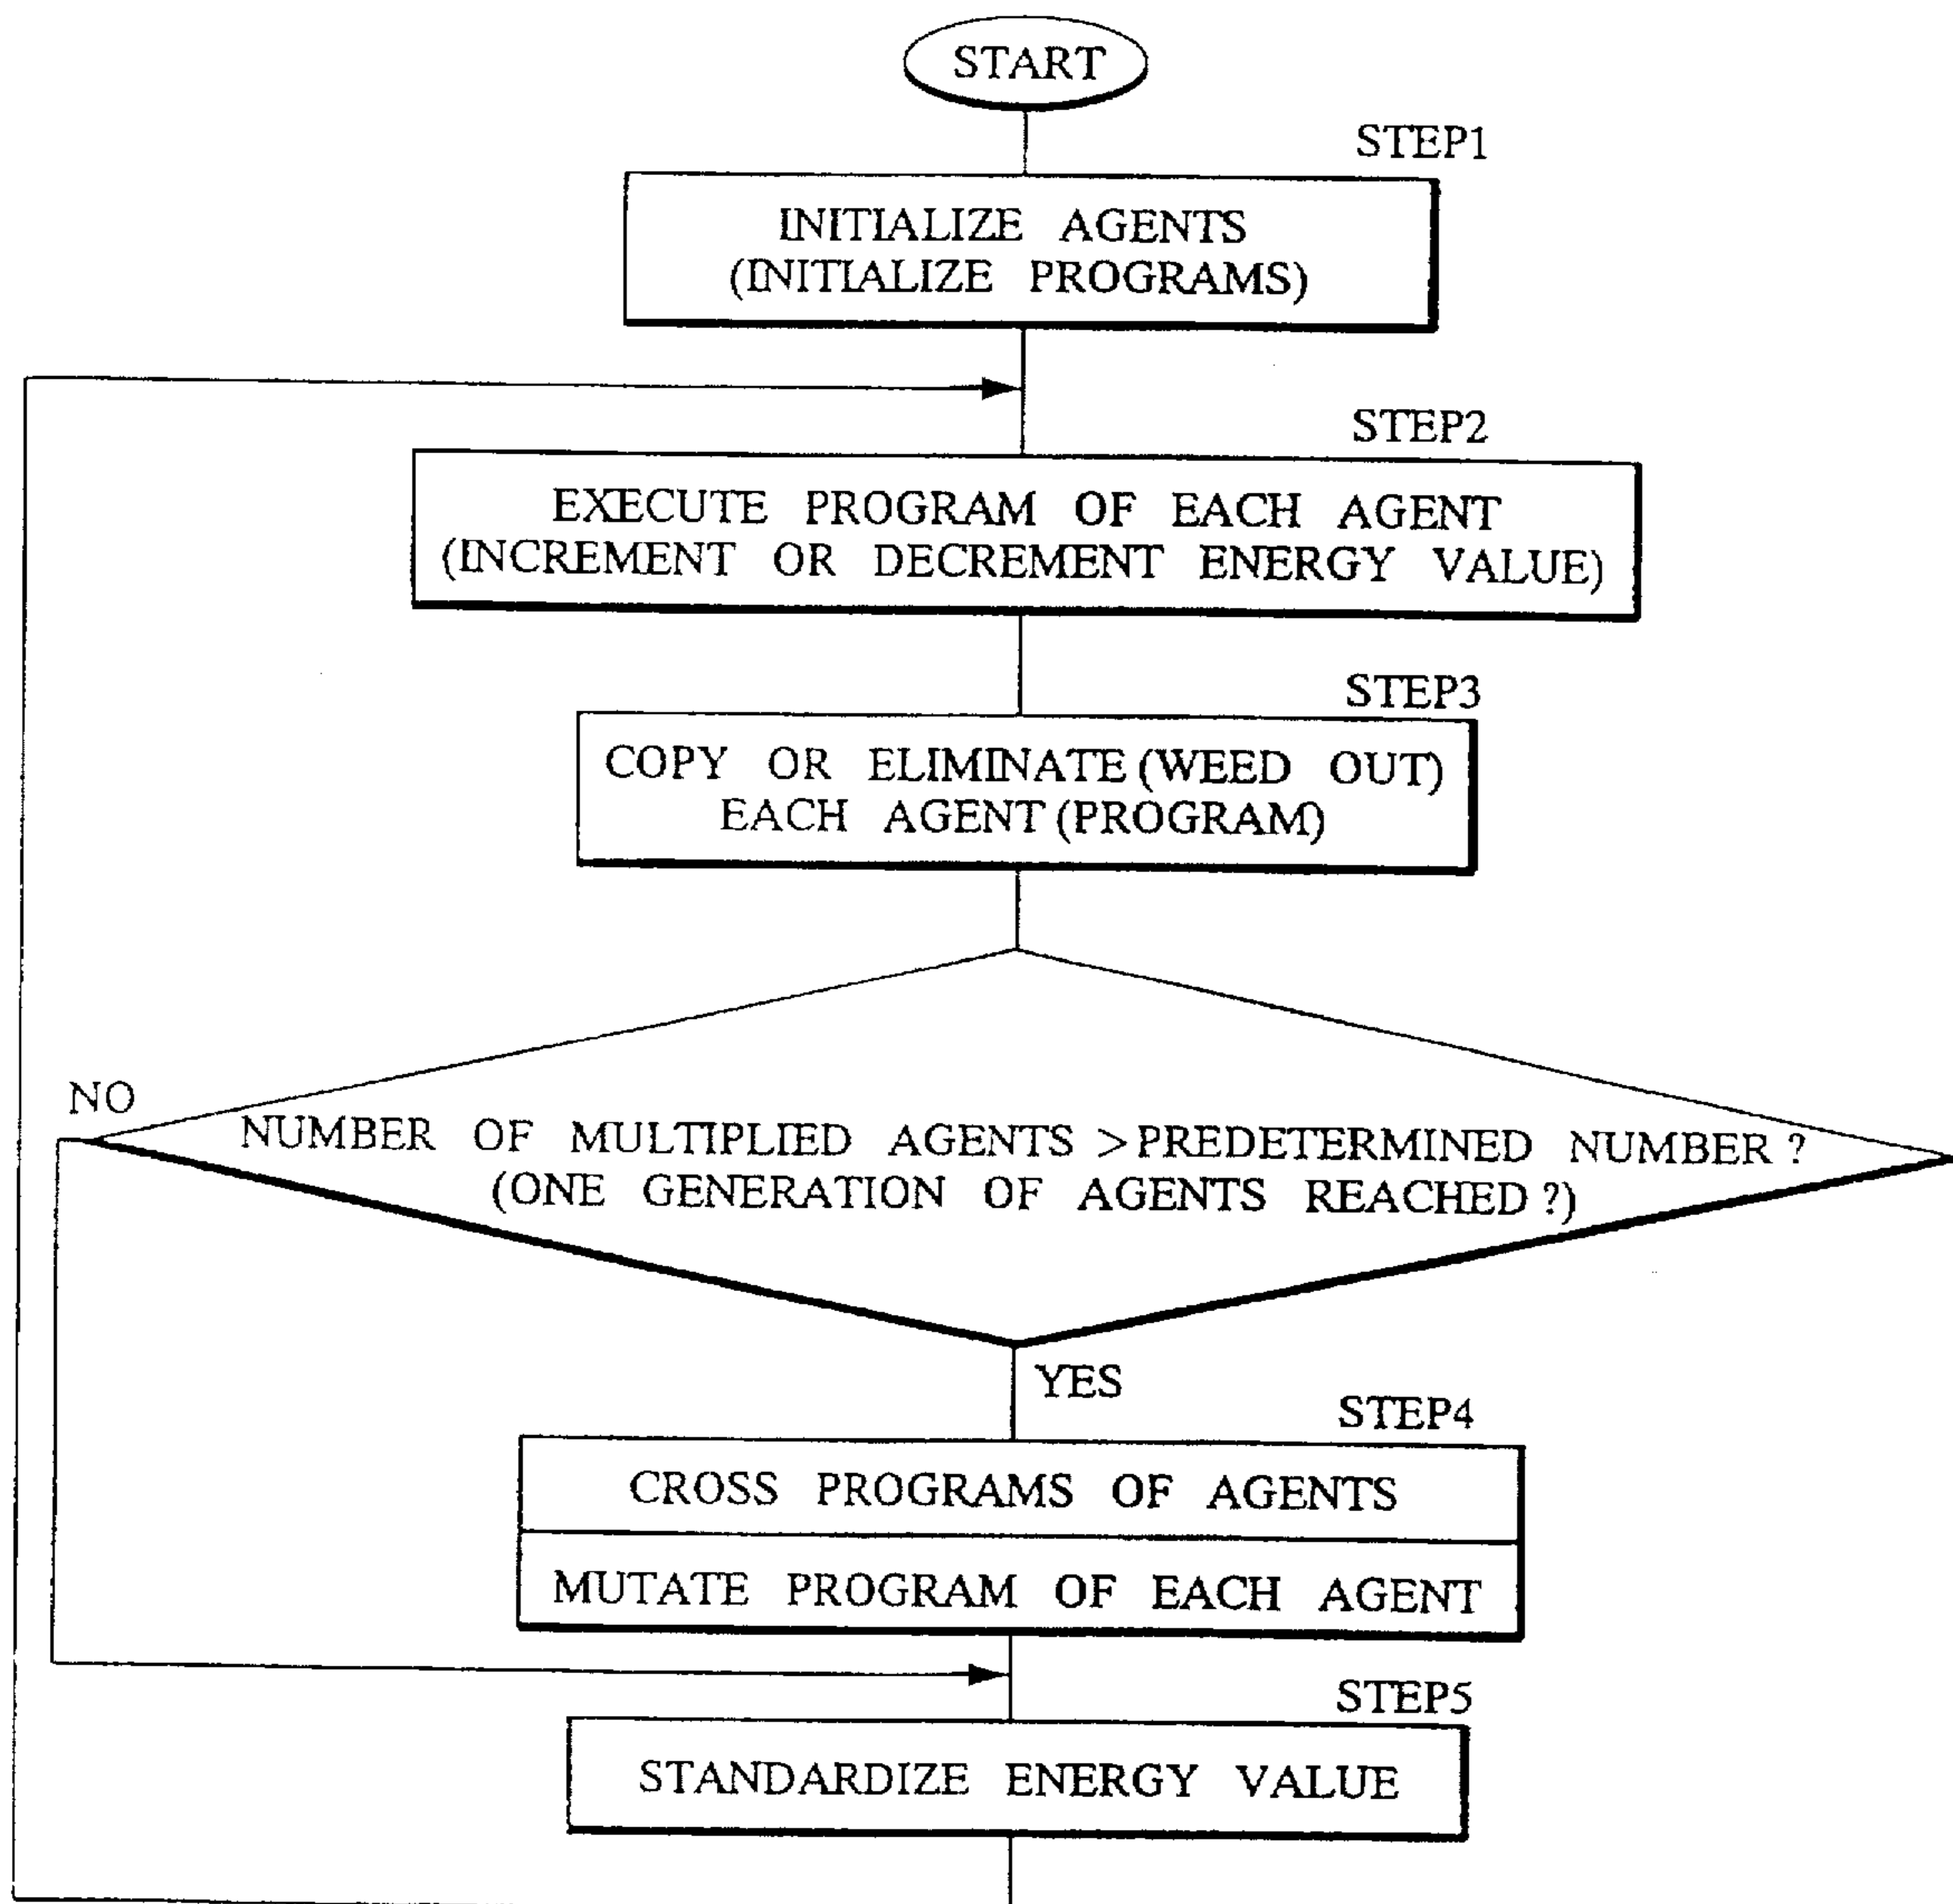 START
STEP1
INITIALIZE AGENTS
(INITIALIZE PROGRAMS)
STEP2
EXECUTE PROGRAM OF EACH AGENT
(INCREMENT OR DECREMENT ENERGY VALUE)
STEP3
COPY OR ELIMINATE (WEED OUT)
EACH AGENT (PROGRAM)
NO
NUMBER OF MULTIPLIED AGENTS > PREDETERMINED NUMBER ?
(ONE GENERATION OF AGENTS REACHED ?)
YES
STEP4
CROSS PROGRAMS OF AGENTS
MUTATE PROGRAM OF EACH AGENT
STEP5
STANDARDIZE ENERGY VALUE